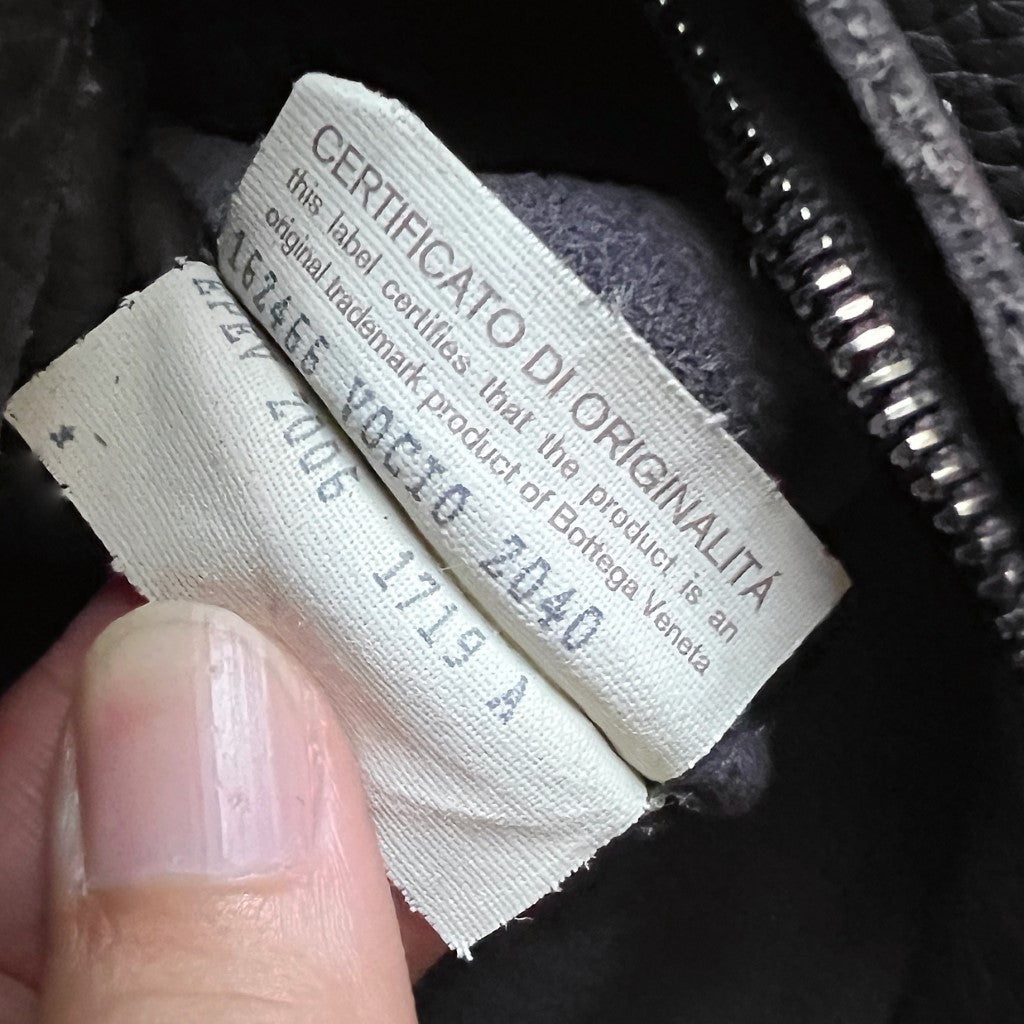 CERTIFICATO DI ORIGINALITÁ
this label certifies that the product is an
original trademark product of Bottega Veneta
162466 VOCIO 2040
2006 1719 A